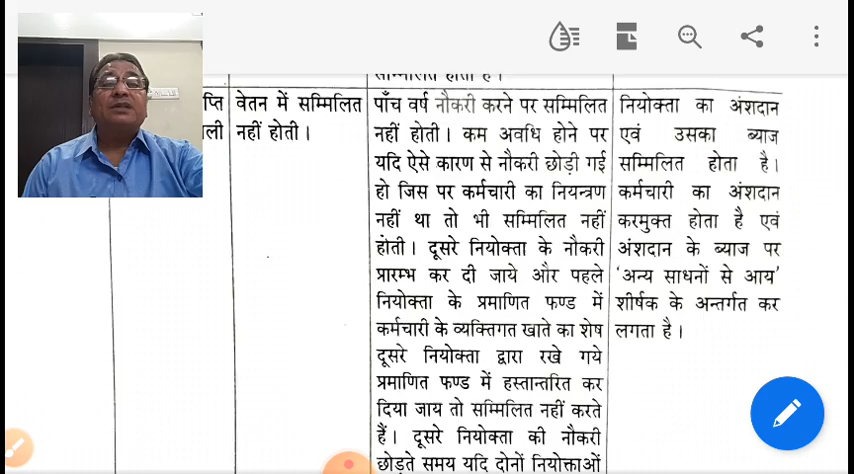 सम्मिलित होता है।
प्ति
ली
वेतन में सम्मिलित
नहीं होती।
पाँच वर्ष नौकरी करने पर सम्मिलित
नहीं होती। कम अवधि होने पर
यदि ऐसे कारण से नौकरी छोड़ी गई
हो जिस पर कर्मचारी का नियन्त्रण
नहीं था तो भी सम्मिलित नहीं
होती। दूसरे नियोक्ता के नौकरी
प्रारम्भ कर दी जाये और पहले
नियोक्ता के प्रमाणित फण्ड में
कर्मचारी के व्यक्तिगत खाते का शेष
दूसरे नियोक्ता द्वारा रखे गये
प्रमाणित फण्ड में हस्तान्तरित कर
दिया जाय तो सम्मिलित नहीं करते
हैं। दूसरे नियोक्ता की नौकरी
छोड़ते समय यदि दोनों नियोक्ताओं
नियोक्ता का अंशदान
एवं उसका ब्याज
सम्मिलित होता है।
कर्मचारी का अंशदान
करमुक्त होता है एवं
अंशदान के ब्याज पर
‘अन्य साधनों से आय’
शीर्षक के अन्तर्गत कर
लगता है।